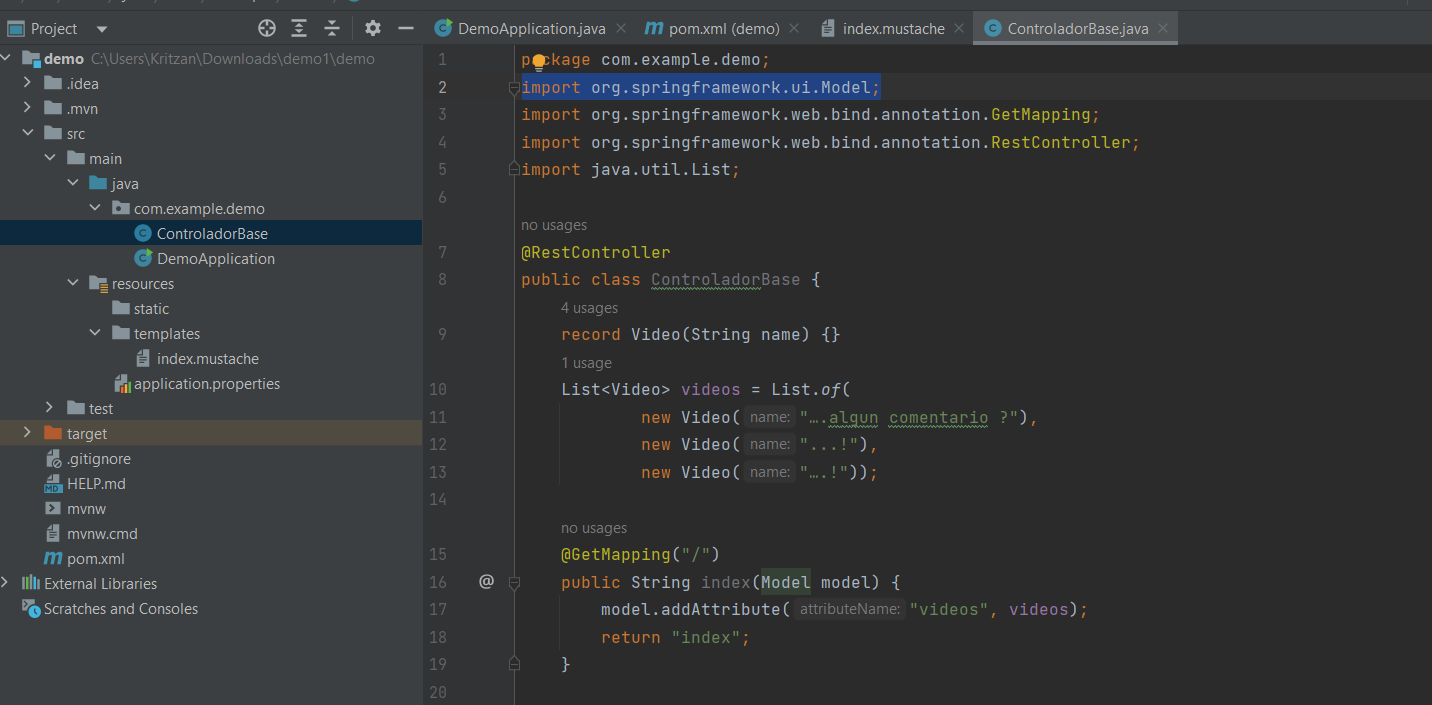 Project
demo C:\Users\Kritzan\Downloads\demo1\demo
.idea
.mvn
src
main
java
com.example.demo
ControladorBase
DemoApplication
resources
static
templates
index.mustache
application.properties
test
target
.gitignore
HELP.md
mvnw
mvnw.cmd
pom.xml
External Libraries
Scratches and Consoles
DemoApplication.java pom.xml (demo) index.mustache ControladorBase.java
1 package com.example.demo;
2 import org.springframework.ui.Model;
3 import org.springframework.web.bind.annotation.GetMapping;
4 import org.springframework.web.bind.annotation.RestController;
5 import java.util.List;
6
no usages
7 @RestController
8 public class ControladorBase {
4 usages
9 record Video(String name) {}
1 usage
10 List<Video> videos = List.of(
11 new Video( name: "….algun comentario ?"),
12 new Video( name: "...!"),
13 new Video( name: "….!"));
14
no usages
15 @GetMapping("/")
16 public String index(Model model) {
17 model.addAttribute( attributeName: "videos", videos);
18 return "index";
19 }
20